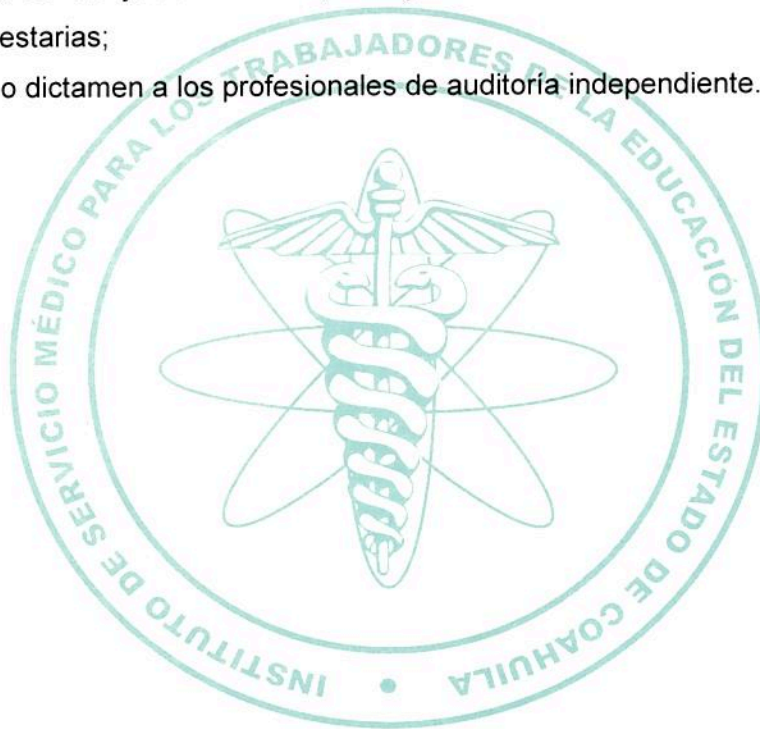 estarias;
o dictamen a los profesionales de auditoría independiente.
INSTITUTO DE SERVICIO MÉDICO PARA LOS TRABAJADORES DE LA EDUCACIÓN DEL ESTADO DE COAHUILA •